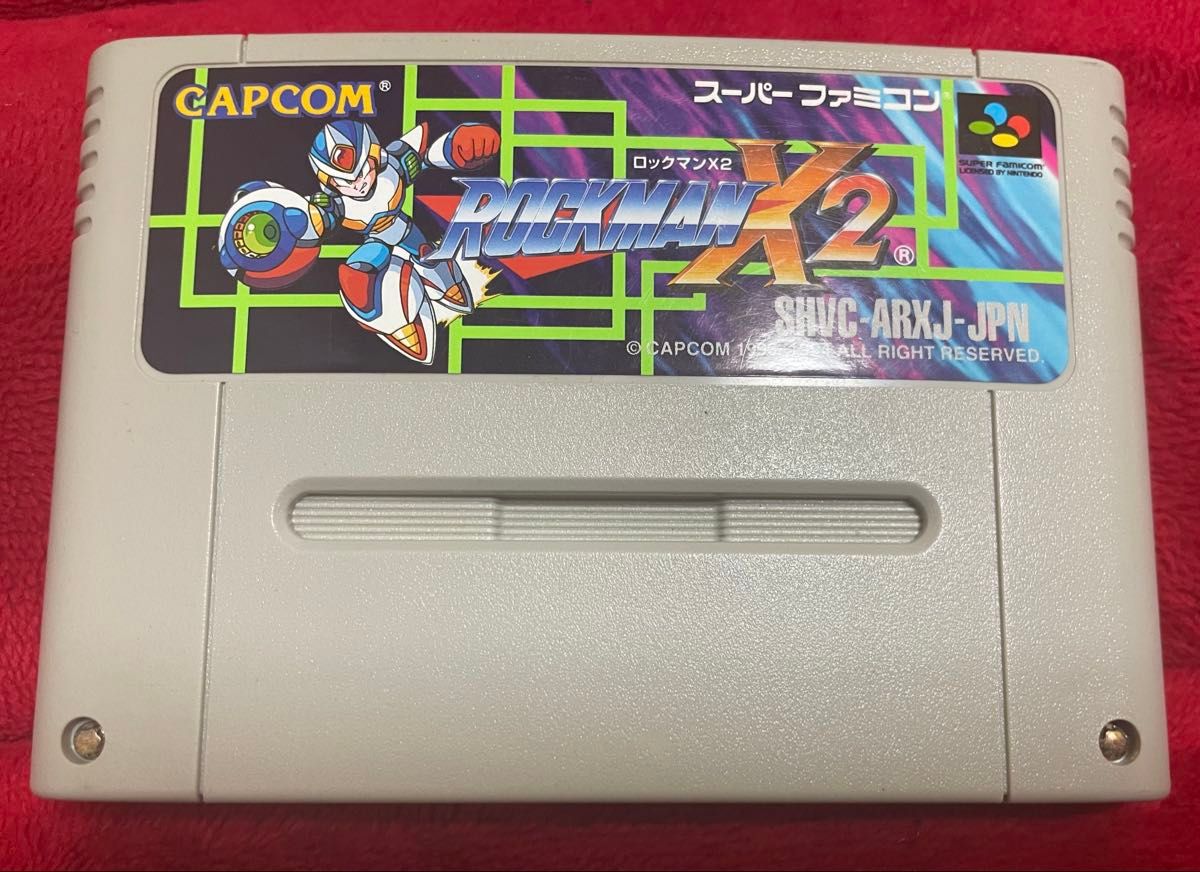 CAPCOM®
スーパーファミコン®
SUPER FAMICOM
LICENSED BY NINTENDO
ロックマンX2
ROCKMAN X2®
SHVC-ARXJ-JPN
© CAPCOM ALL RIGHT RESERVED.